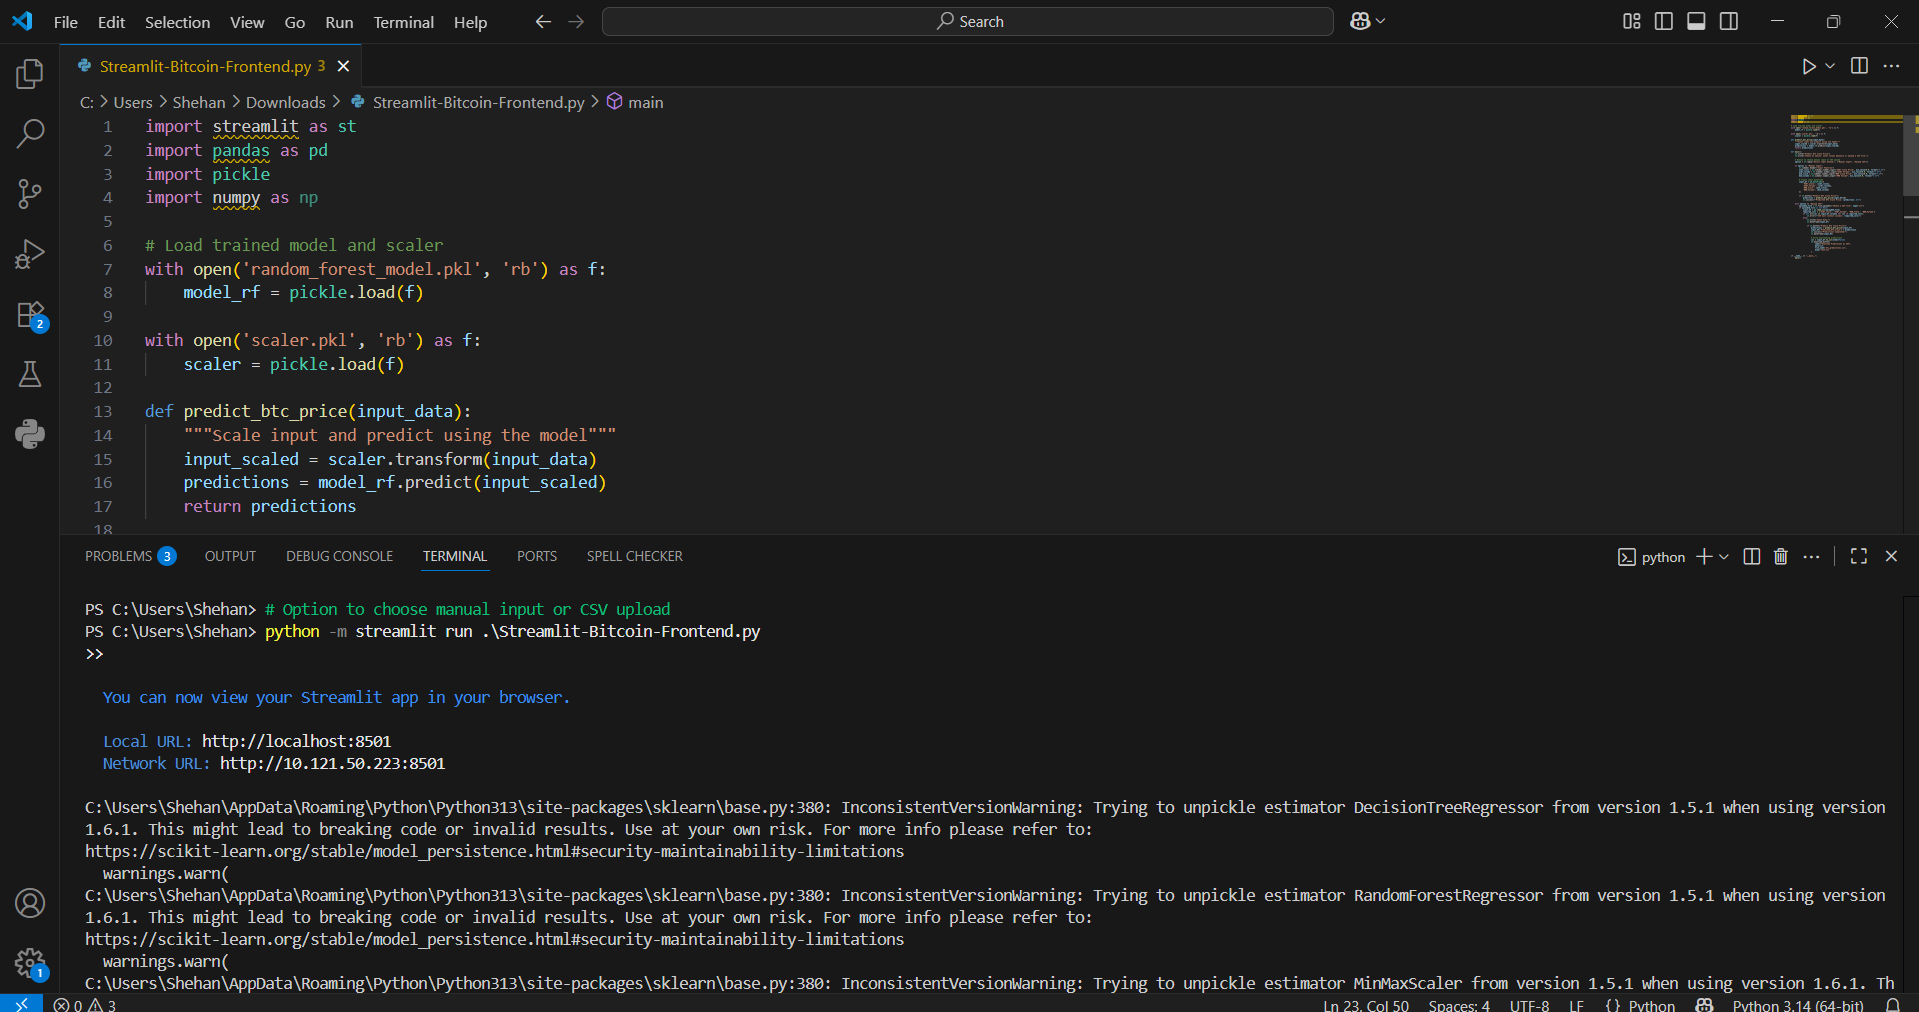 File Edit Selection View Go Run Terminal Help
Search
Streamlit-Bitcoin-Frontend.py 3
C: > Users > Shehan > Downloads > Streamlit-Bitcoin-Frontend.py > main
1 import streamlit as st
2 import pandas as pd
3 import pickle
4 import numpy as np
5
6 # Load trained model and scaler
7 with open('random_forest_model.pkl', 'rb') as f:
8 model_rf = pickle.load(f)
9
10 with open('scaler.pkl', 'rb') as f:
11 scaler = pickle.load(f)
12
13 def predict_btc_price(input_data):
14 """Scale input and predict using the model"""
15 input_scaled = scaler.transform(input_data)
16 predictions = model_rf.predict(input_scaled)
17 return predictions
18
2
PROBLEMS 3 OUTPUT DEBUG CONSOLE TERMINAL PORTS SPELL CHECKER
python
PS C:\Users\Shehan> # Option to choose manual input or CSV upload
PS C:\Users\Shehan> python -m streamlit run .\Streamlit-Bitcoin-Frontend.py
>>
You can now view your Streamlit app in your browser.
Local URL: http://localhost:8501
Network URL: http://10.121.50.223:8501
C:\Users\Shehan\AppData\Roaming\Python\Python313\site-packages\sklearn\base.py:380: InconsistentVersionWarning: Trying to unpickle estimator DecisionTreeRegressor from version 1.5.1 when using version
1.6.1. This might lead to breaking code or invalid results. Use at your own risk. For more info please refer to:
https://scikit-learn.org/stable/model_persistence.html#security-maintainability-limitations
warnings.warn(
C:\Users\Shehan\AppData\Roaming\Python\Python313\site-packages\sklearn\base.py:380: InconsistentVersionWarning: Trying to unpickle estimator RandomForestRegressor from version 1.5.1 when using version
1.6.1. This might lead to breaking code or invalid results. Use at your own risk. For more info please refer to:
https://scikit-learn.org/stable/model_persistence.html#security-maintainability-limitations
warnings.warn(
C:\Users\Shehan\AppData\Roaming\Python\Python313\site-packages\sklearn\base.py:380: InconsistentVersionWarning: Trying to unpickle estimator MinMaxScaler from version 1.5.1 when using version 1.6.1. Th
1
0 3 Ln 23, Col 50 Spaces: 4 UTF-8 LF {} Python Python 3.14 (64-bit)